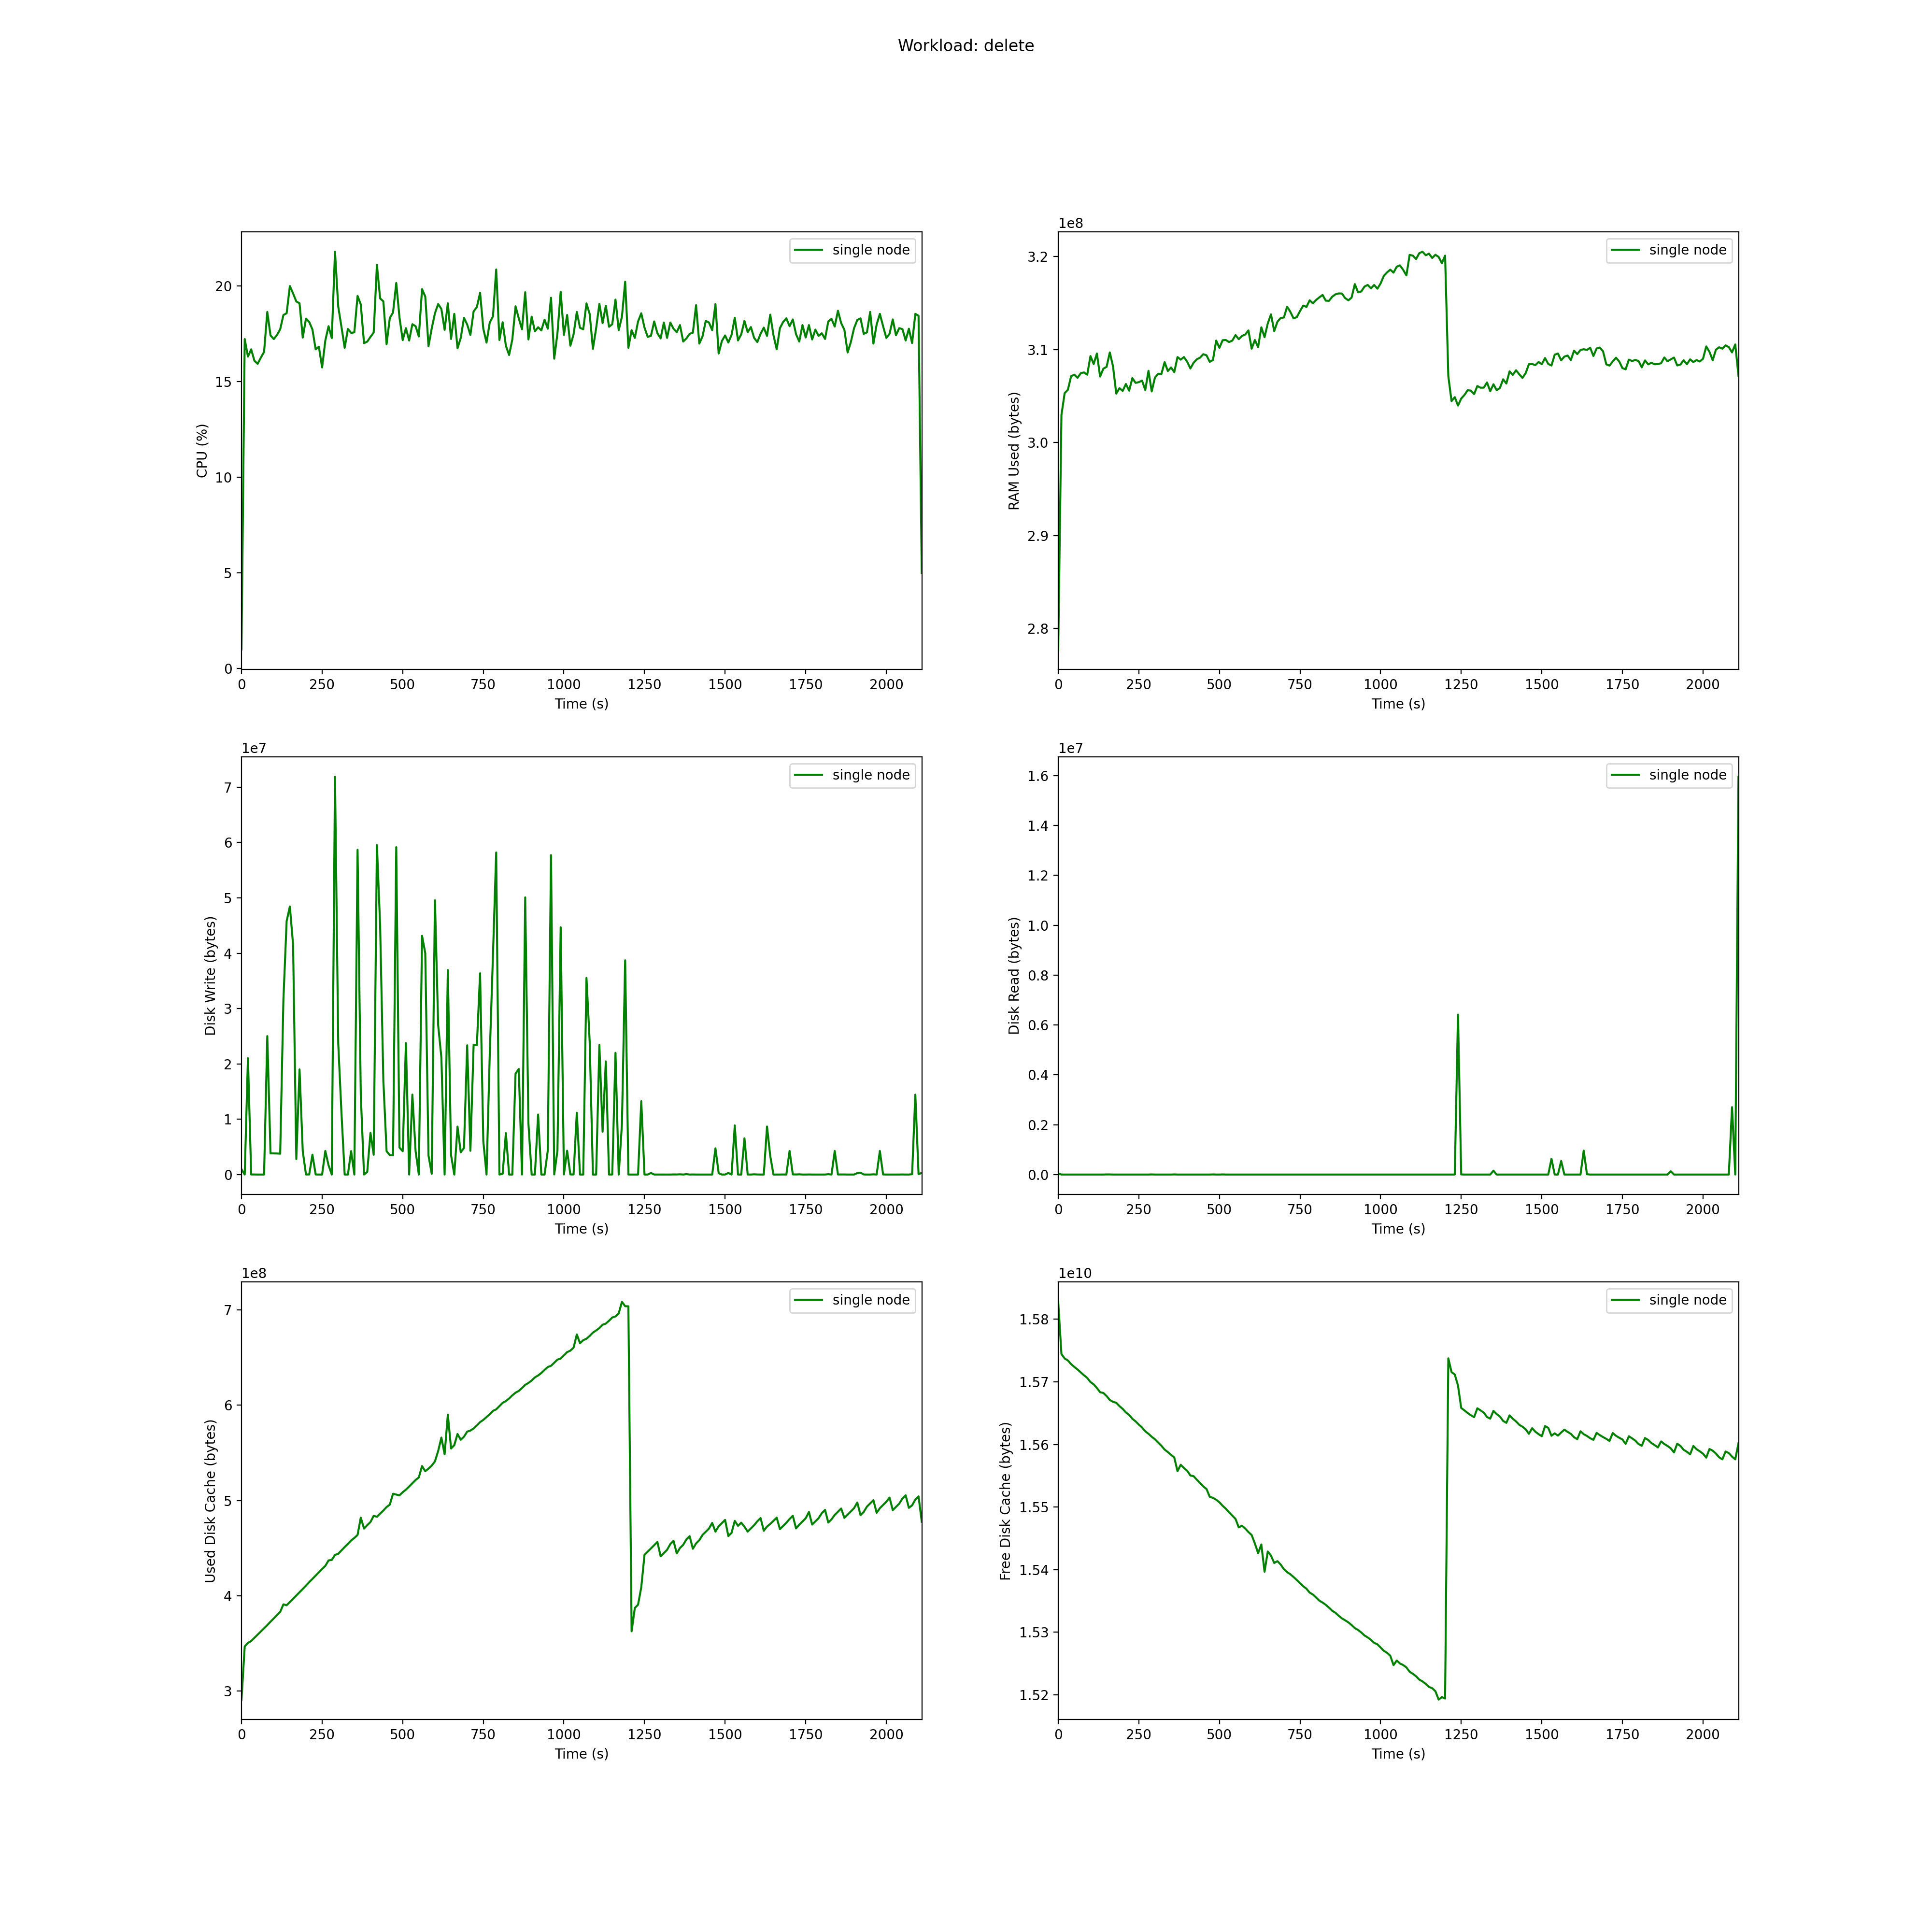 Workload: delete
single node
CPU (%)
20
15
10
5
0
0 250 500 750 1000 1250 1500 1750 2000
Time (s)
1e8
single node
RAM Used (bytes)
3.2
3.1
3.0
2.9
2.8
0 250 500 750 1000 1250 1500 1750 2000
Time (s)
1e7
single node
Disk Write (bytes)
7
6
5
4
3
2
1
0
0 250 500 750 1000 1250 1500 1750 2000
Time (s)
1e7
single node
Disk Read (bytes)
1.6
1.4
1.2
1.0
0.8
0.6
0.4
0.2
0.0
0 250 500 750 1000 1250 1500 1750 2000
Time (s)
1e8
single node
Used Disk Cache (bytes)
7
6
5
4
3
0 250 500 750 1000 1250 1500 1750 2000
Time (s)
1e10
single node
Free Disk Cache (bytes)
1.58
1.57
1.56
1.55
1.54
1.53
1.52
0 250 500 750 1000 1250 1500 1750 2000
Time (s)